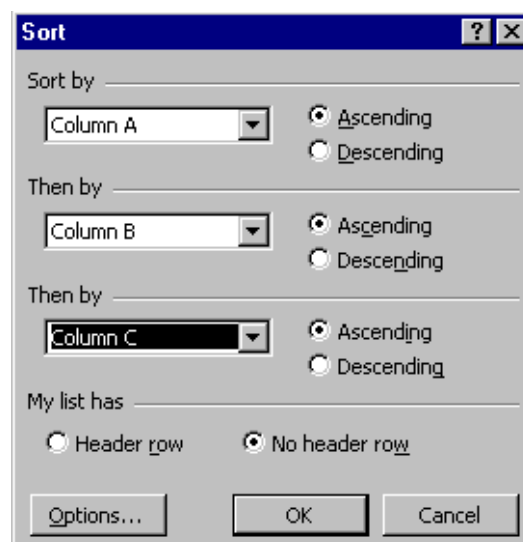 Sort ? X
Sort by
Column A Ascending
Descending
Then by
Column B Ascending
Descending
Then by
Column C Ascending
Descending
My list has
Header row No header row
Options... OK Cancel